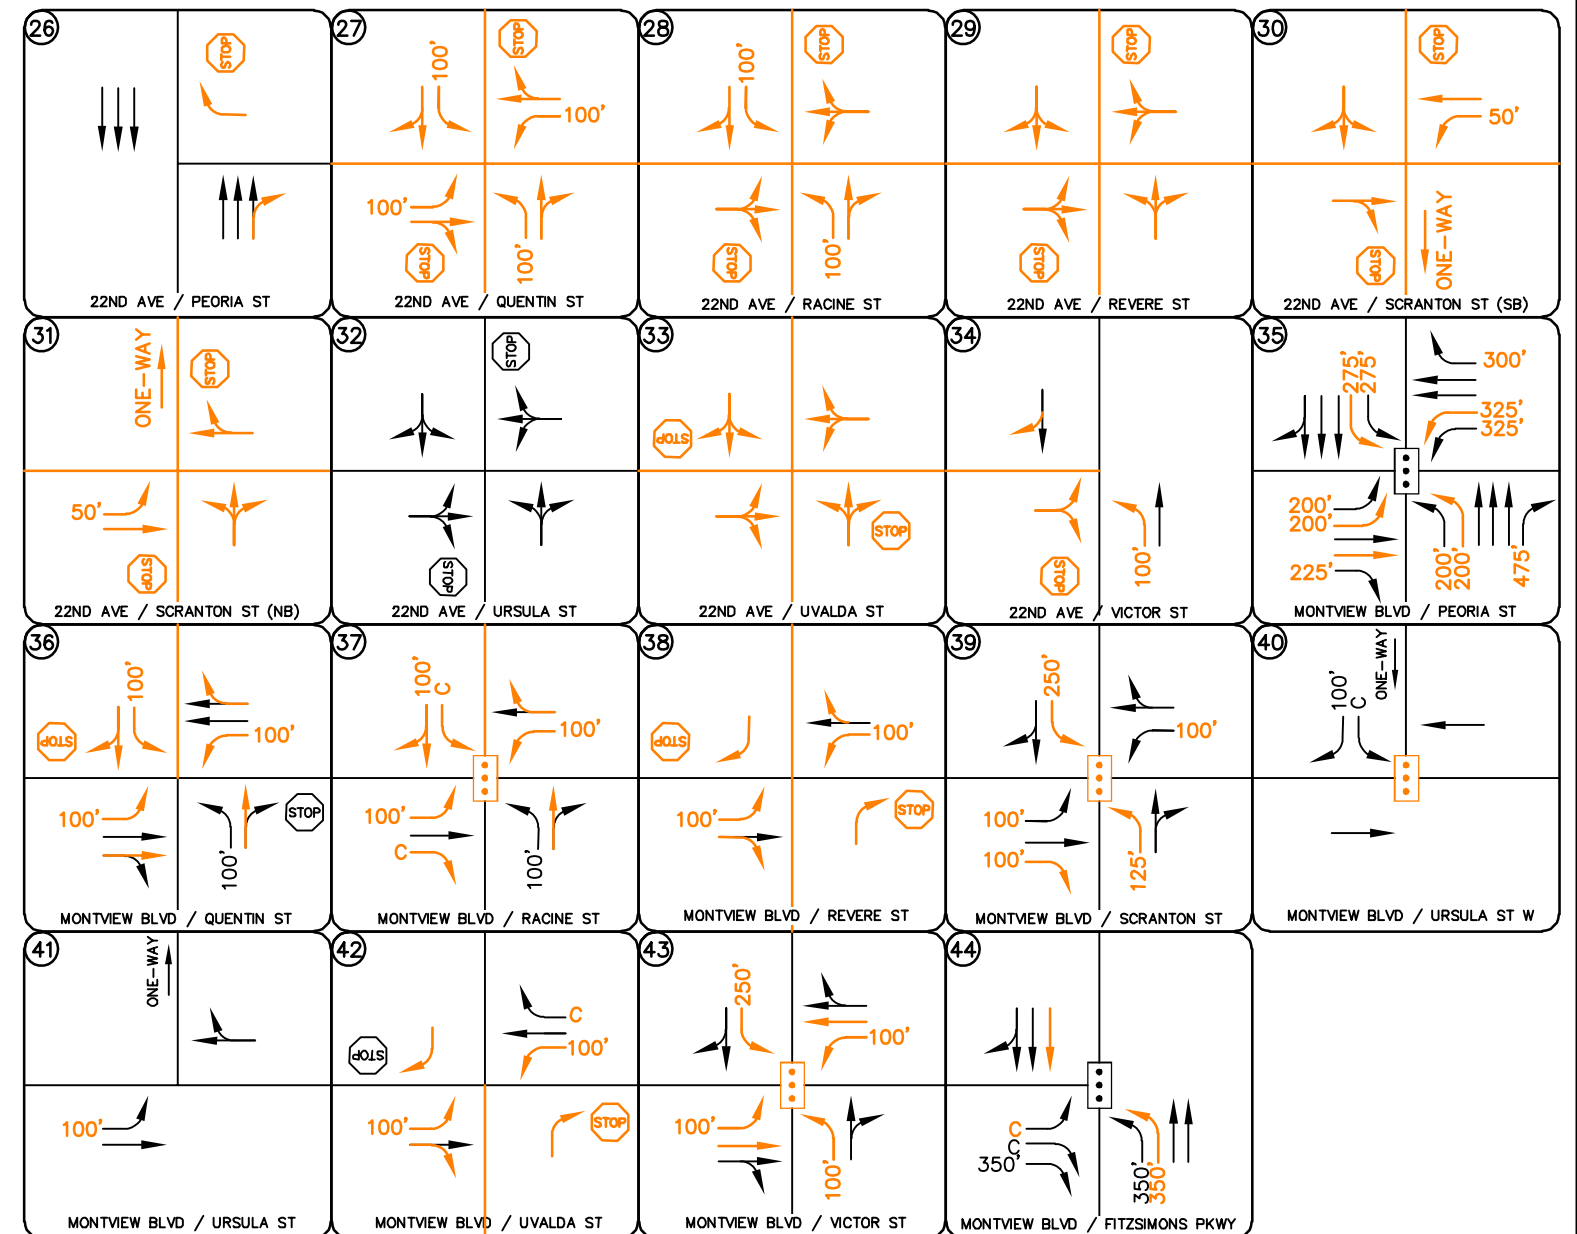 26
STOP
22ND AVE / PEORIA ST
27
100'
STOP
100'
100'
STOP
100'
22ND AVE / QUENTIN ST
28
100'
STOP
STOP
100'
22ND AVE / RACINE ST
29
STOP
STOP
22ND AVE / REVERE ST
30
STOP
50'
STOP
ONE-WAY
22ND AVE / SCRANTON ST (SB)
31
ONE-WAY
STOP
50'
STOP
22ND AVE / SCRANTON ST (NB)
32
STOP
STOP
22ND AVE / URSULA ST
33
STOP
STOP
22ND AVE / UVALDA ST
34
STOP
100'
22ND AVE / VICTOR ST
35
275'
275'
300'
325'
325'
200'
200'
225'
200'
200'
475'
MONTVIEW BLVD / PEORIA ST
36
100'
STOP
100'
100'
100'
STOP
MONTVIEW BLVD / QUENTIN ST
37
100'
C
100'
100'
C
100'
MONTVIEW BLVD / RACINE ST
38
STOP
100'
100'
STOP
MONTVIEW BLVD / REVERE ST
39
250'
100'
100'
100'
125'
MONTVIEW BLVD / SCRANTON ST
40
100'
C
ONE-WAY
MONTVIEW BLVD / URSULA ST W
41
ONE-WAY
100'
MONTVIEW BLVD / URSULA ST
42
STOP
C
100'
100'
STOP
MONTVIEW BLVD / UVALDA ST
43
250'
100'
100'
100'
MONTVIEW BLVD / VICTOR ST
44
C
C
350'
350'
350'
MONTVIEW BLVD / FITZSIMONS PKWY